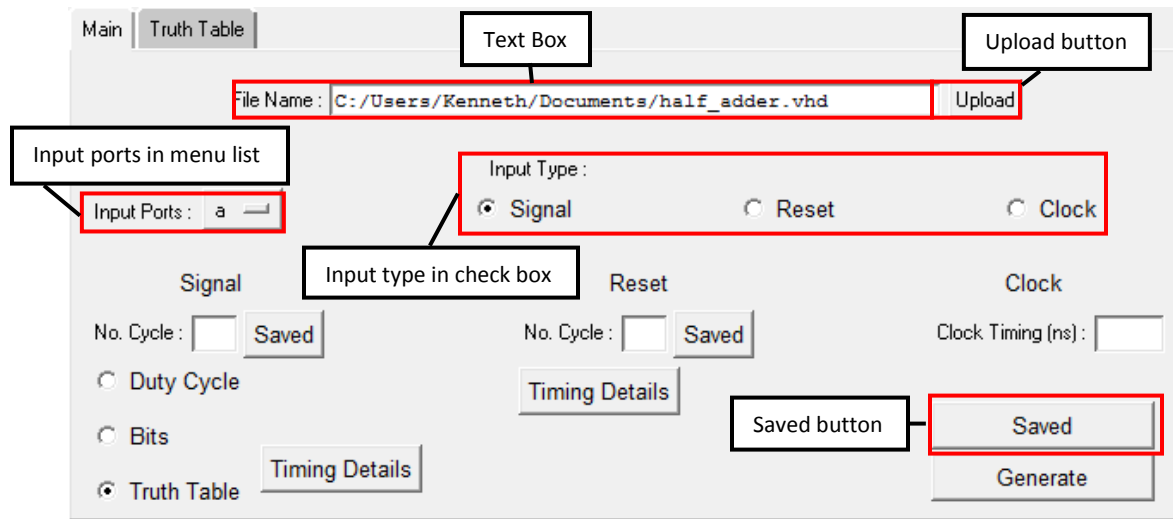 Main
Truth Table
Text Box
Upload button
File Name : C:/Users/Kenneth/Documents/half_adder.vhd
Upload
Input ports in menu list
Input Type :
Input Ports : a
Signal
Reset
Clock
Input type in check box
Signal
Reset
Clock
No. Cycle :
Saved
No. Cycle :
Saved
Clock Timing (ns) :
Duty Cycle
Timing Details
Bits
Saved button
Saved
Timing Details
Truth Table
Generate